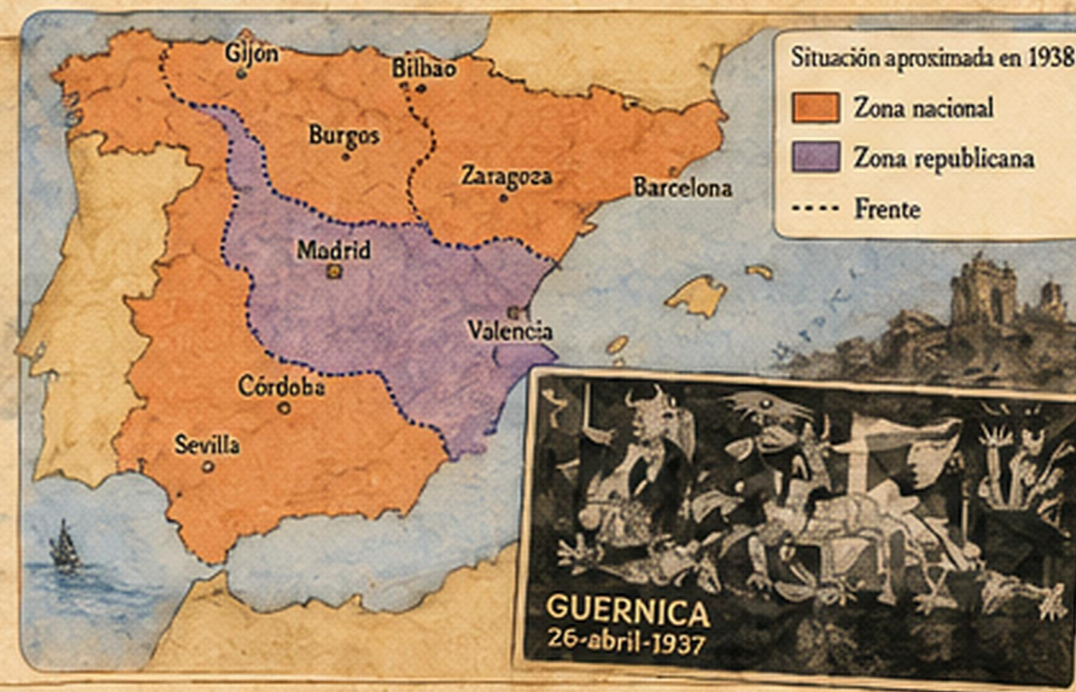 Gijón
Bilbao
Burgos
Zaragoza
Barcelona
Madrid
Valencia
Córdoba
Sevilla
Situación aproximada en 1938
Zona nacional
Zona republicana
Frente
GUERNICA
26-abril-1937